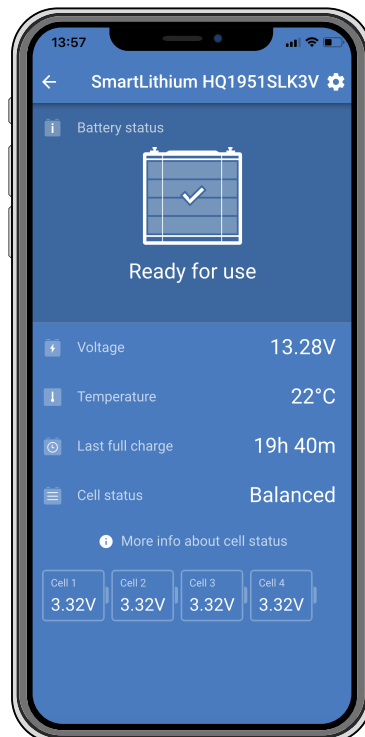 13:57
SmartLithium HQ1951SLK3V
Battery status
Ready for use
Voltage 13.28V
Temperature 22°C
Last full charge 19h 40m
Cell status Balanced
More info about cell status
Cell 1 Cell 2 Cell 3 Cell 4
3.32V 3.32V 3.32V 3.32V